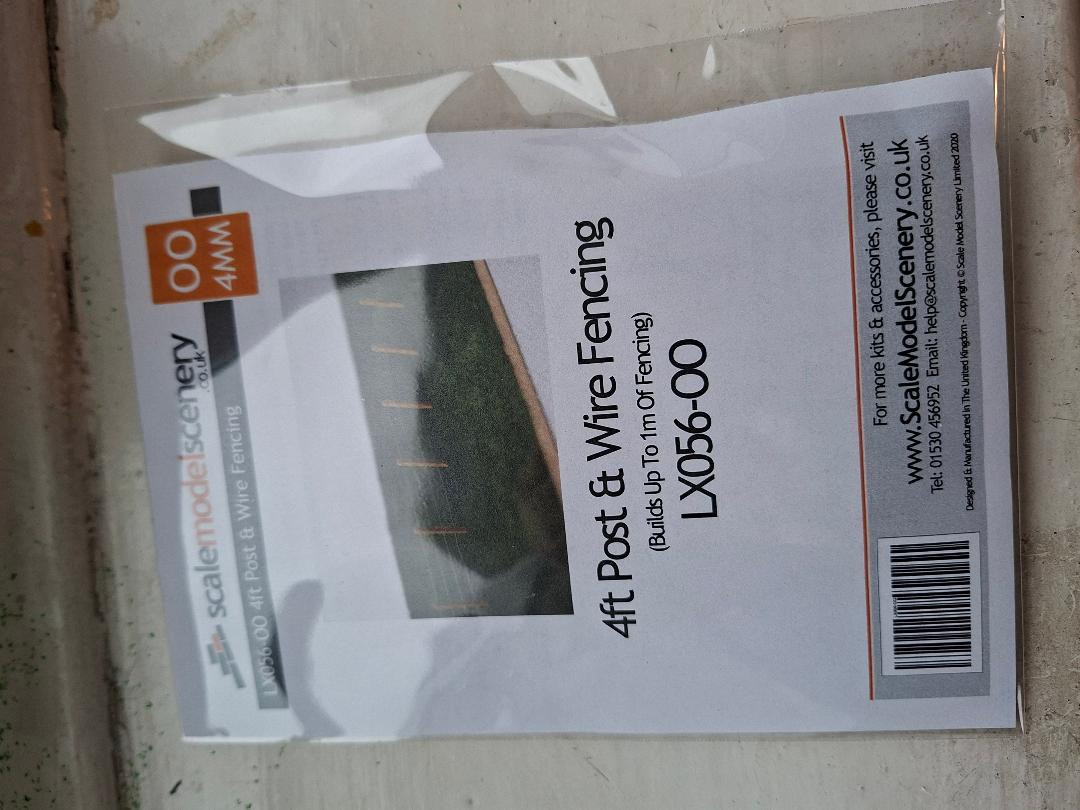 scalemodelscenery
.co.uk
OO
4MM
LX056-OO 4ft Post & Wire Fencing
4ft Post & Wire Fencing
(Builds Up To 1m Of Fencing)
LX056-OO
For more kits & accessories, please visit
www.ScaleModelScenery.co.uk
Tel: 01530 456952 Email: help@scalemodelscenery.co.uk
Designed & Manufactured In The United Kingdom - Copyright © Scale Model Scenery Limited 2020